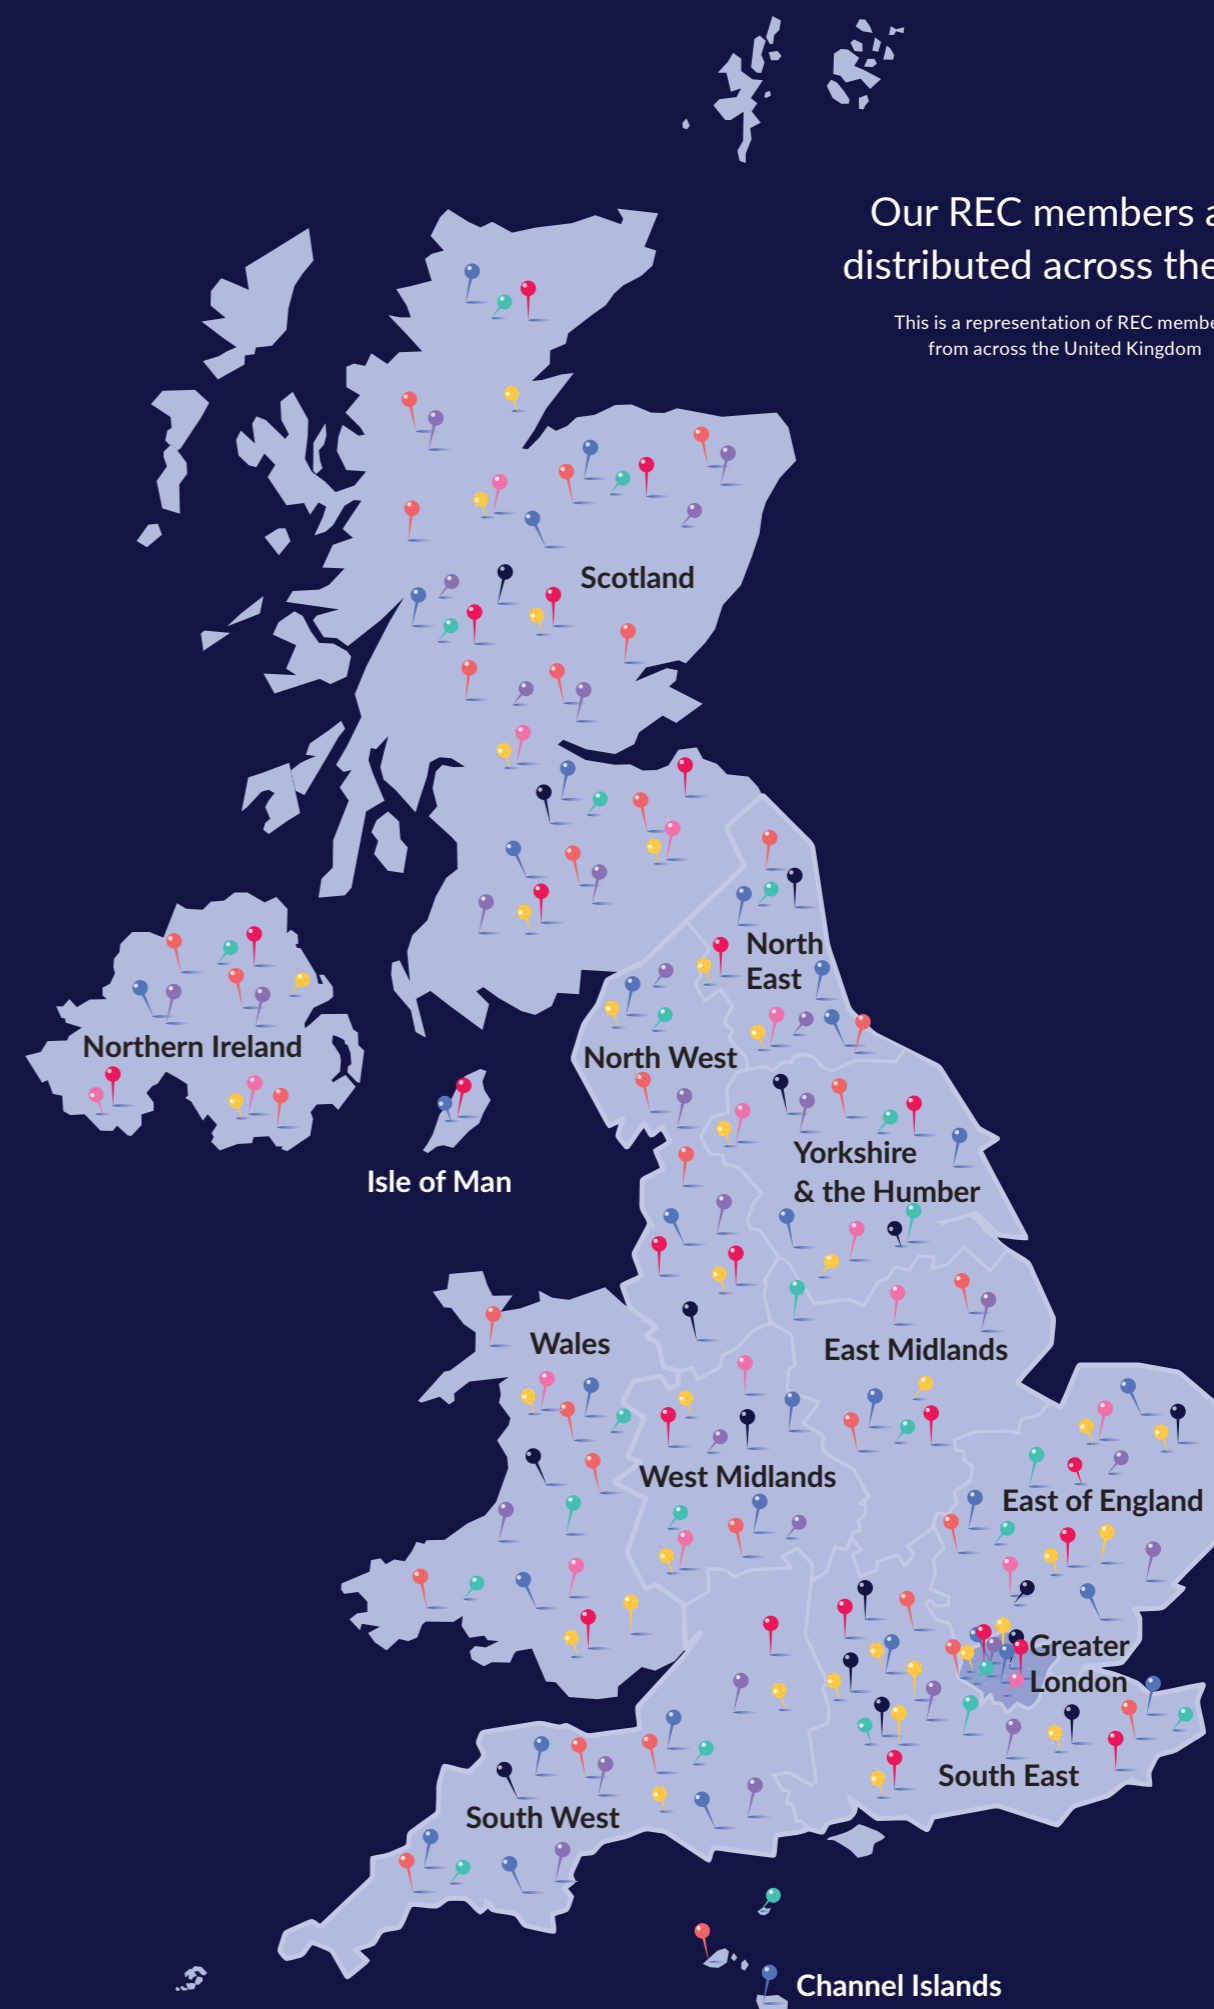 Our REC members a
distributed across the
This is a representation of REC membe
from across the United Kingdom
Scotland
North
East
Northern Ireland
North West
Yorkshire
& the Humber
Isle of Man
Wales
East Midlands
West Midlands
East of England
Greater
London
South East
South West
Channel Islands